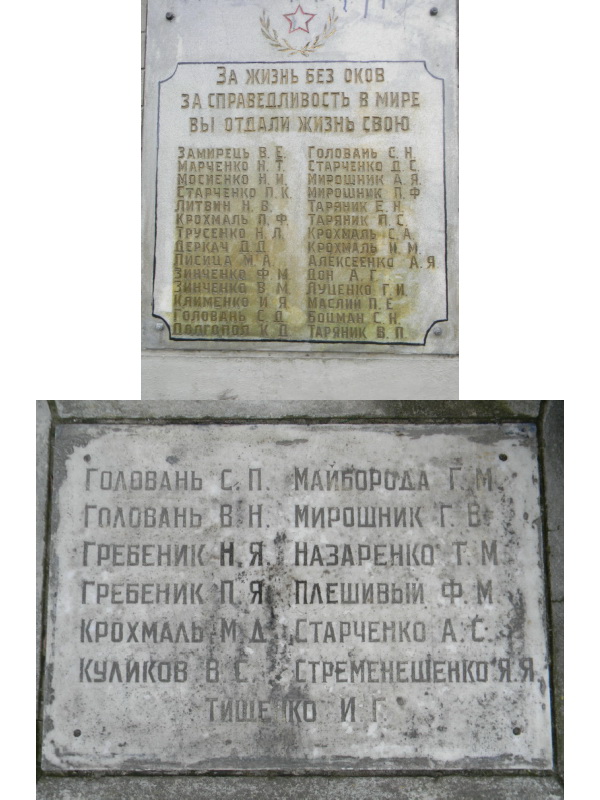 За жизнь без оков
за справедливость в мире
вы отдали жизнь свою
Замирець В. Е. Головань С. Н.
Марченко Н. Т. Старченко Д. С.
Мосиенко Н. И. Мирошник А. Я.
Старченко П. К. Мирошник П. Ф.
Литвин Н. В. Таряник Е. Н.
Крохмаль П. Ф. Таряник П. С.
Трусенко Н. Л. Крохмаль С. А.
Деркач Д. Д. Крохмаль И. М.
Лисица М. А. Алексеенко А. Я
Зинченко Ф. М. Дон А. Г.
Зинченко В. М Луценко Г. И.
Клименко И. Я Маслий П. Е
Головань С. Д. Боцман С. Н.
К. Д. Таряник В. П.
Головань С. П. Майборода Г. М.
Головань В. Н. Мирошник Г. В.
Гребеник Н. Я. Назаренко Т. М
Гребеник П. Я Плешивый Ф. М
Крохмаль М. Д. Старченко А. С.
Куликов В. С. Стременешенко Я. Я
Тищенко И. Г.